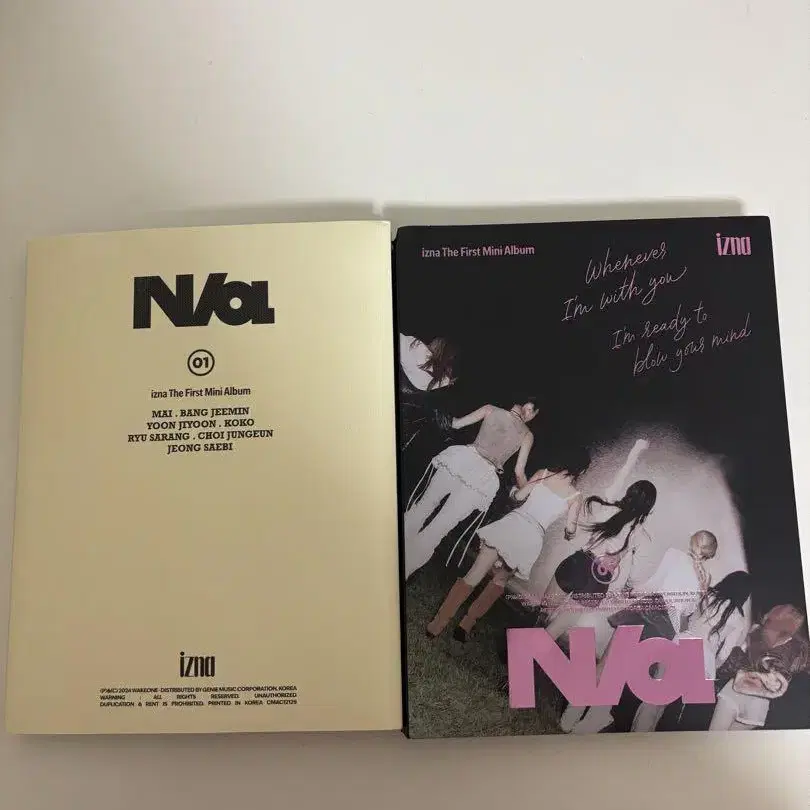 N/a
01
izna The First Mini Album
MAI . BANG JEEMIN
YOON JIYOON . KOKO
RYU SARANG . CHOI JUNGEUN
JEONG SAEBI
izna
(P)&(C) 2024 WAKEONE • DISTRIBUTED BY GENIE MUSIC CORPORATION, KOREA
WARNING : ALL RIGHTS RESERVED. UNAUTHORIZED
DUPLICATION & RENT IS PROHIBITED. PRINTED IN KOREA CMAC12129
izna The First Mini Album
izna
Whenever
I'm with you
I'm ready to
blow your mind
N/a